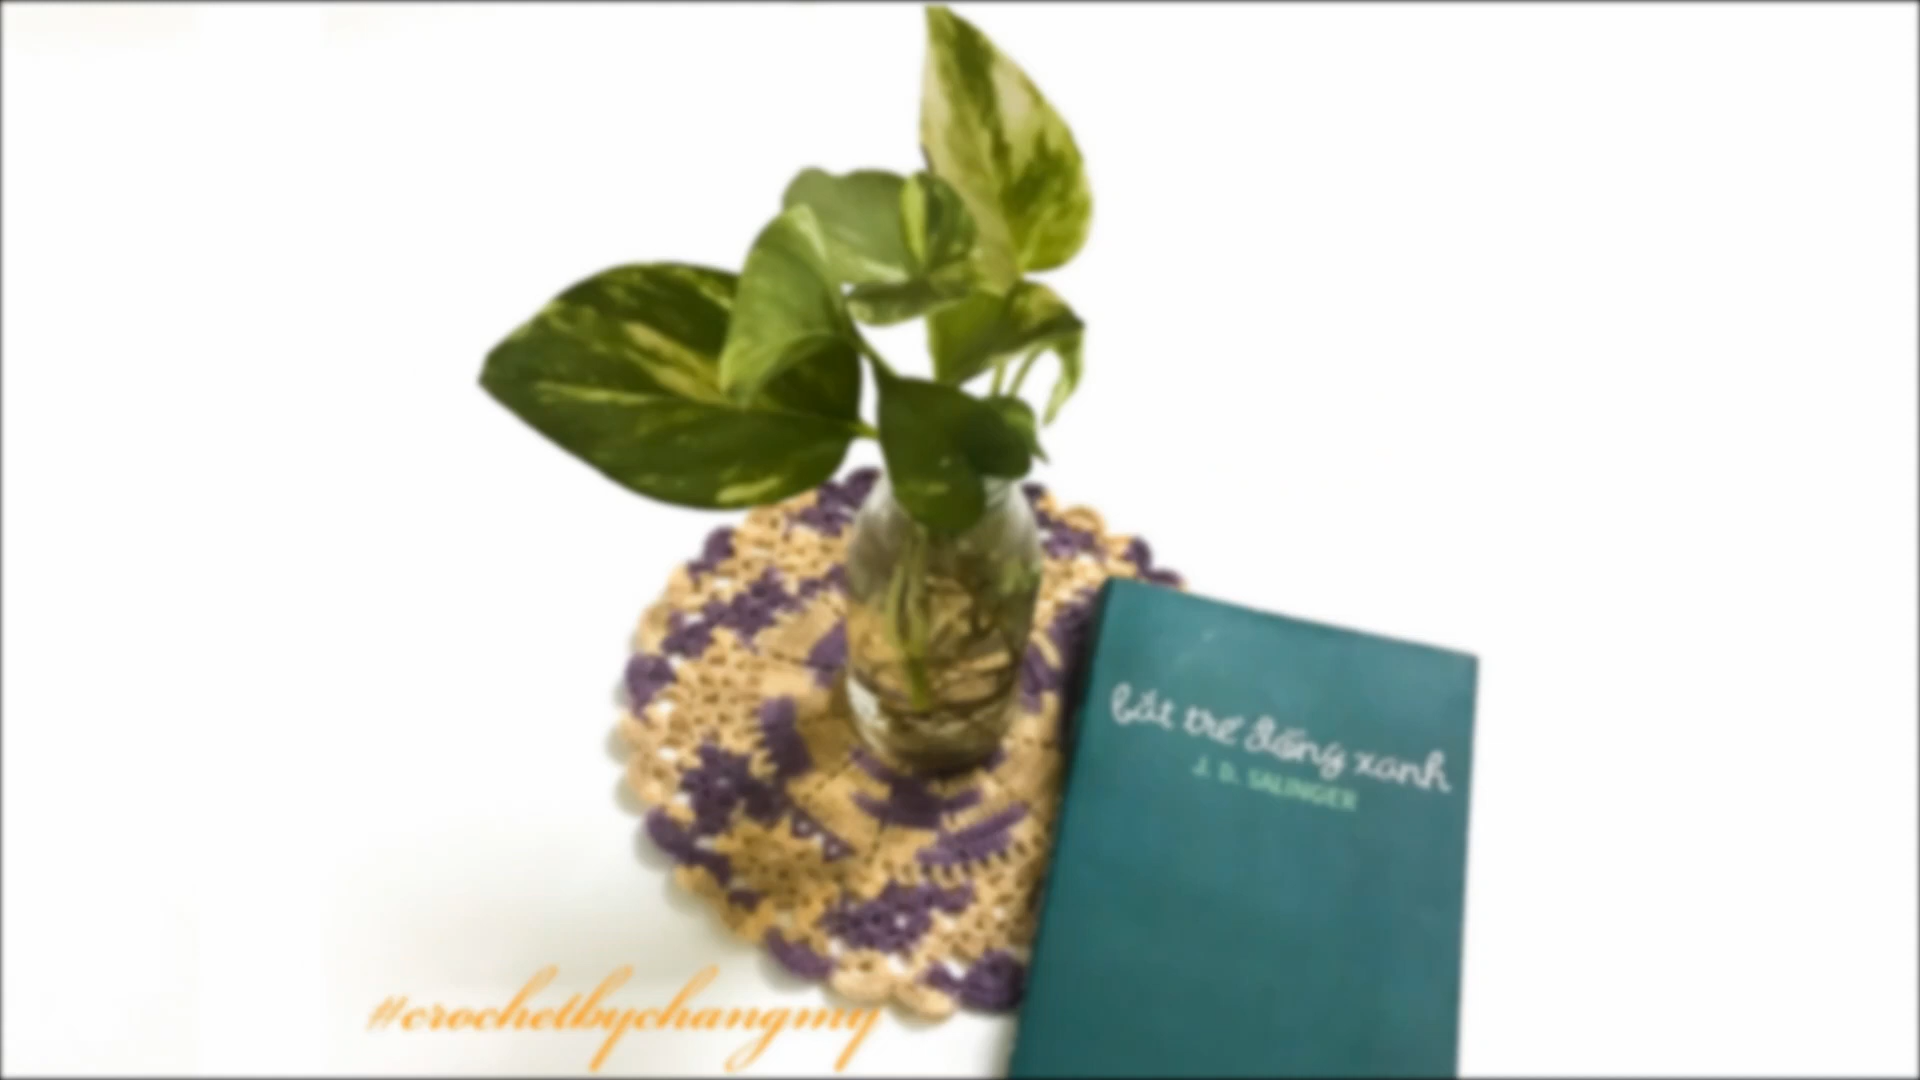 bắt trẻ đồng xanh
J. D. SALINGER
#crochetbychangmy